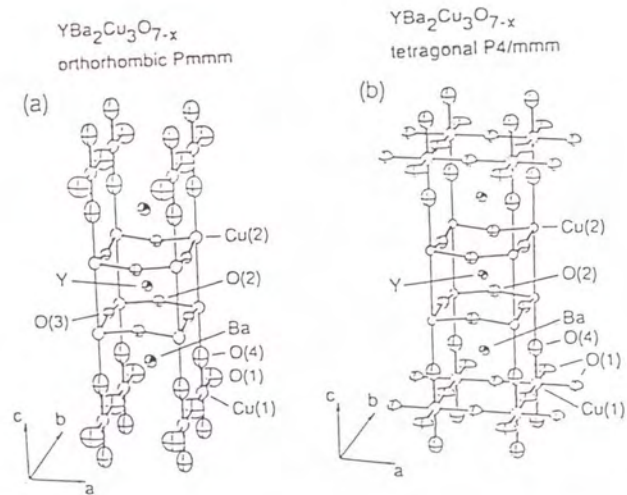 YBa2Cu3O7-x
orthorhombic Pmmm
(a)
Cu(2)
Y
O(2)
O(3)
Ba
O(4)
O(1)
Cu(1)
c
b
a
YBa2Cu3O7-x
tetragonal P4/mmm
(b)
Cu(2)
Y
O(2)
Ba
O(4)
O(1)
Cu(1)
c
b
a